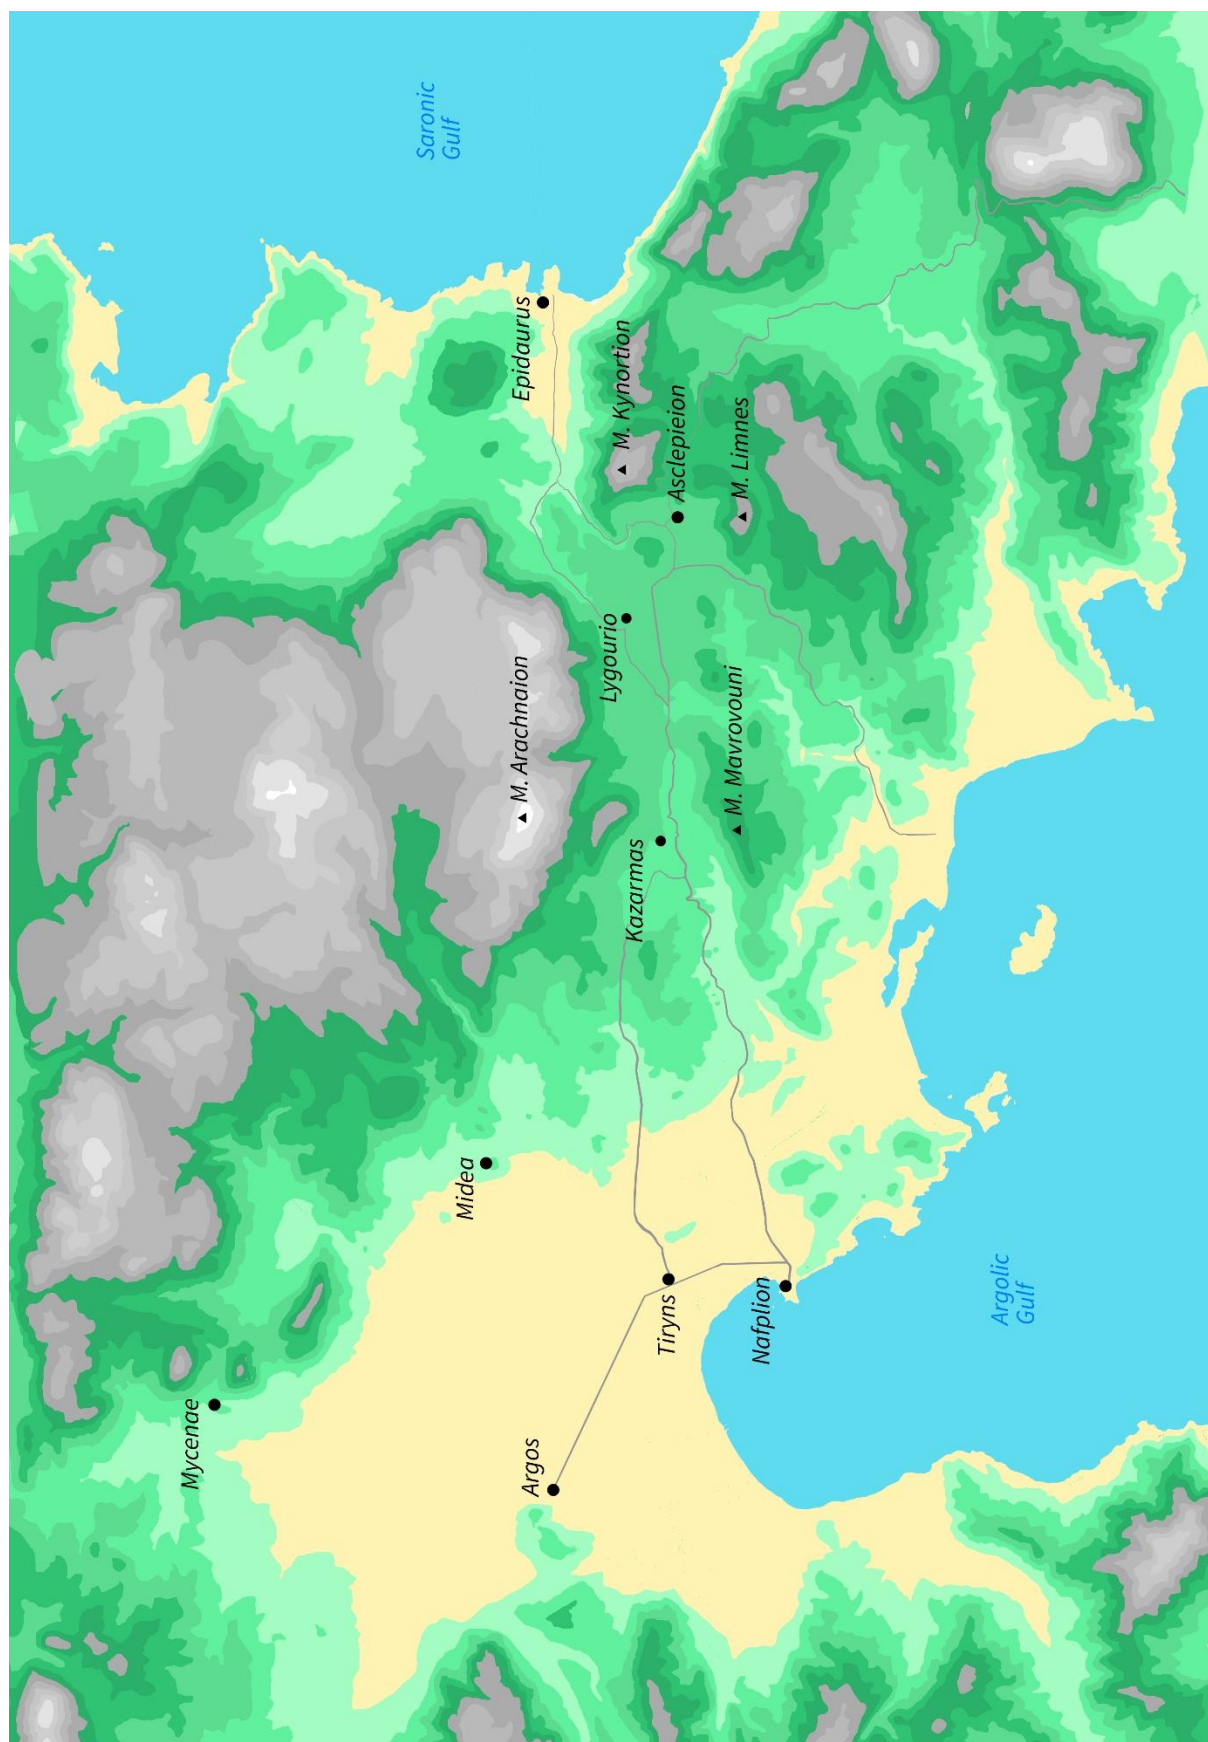 Saronic
Gulf
Epidaurus
M. Kynortion
Asclepieion
M. Limnes
Lygourio
M. Arachnaion
M. Mavrovouni
Kazarmas
Midea
Tiryns
Nafplion
Argolic
Gulf
Mycenae
Argos